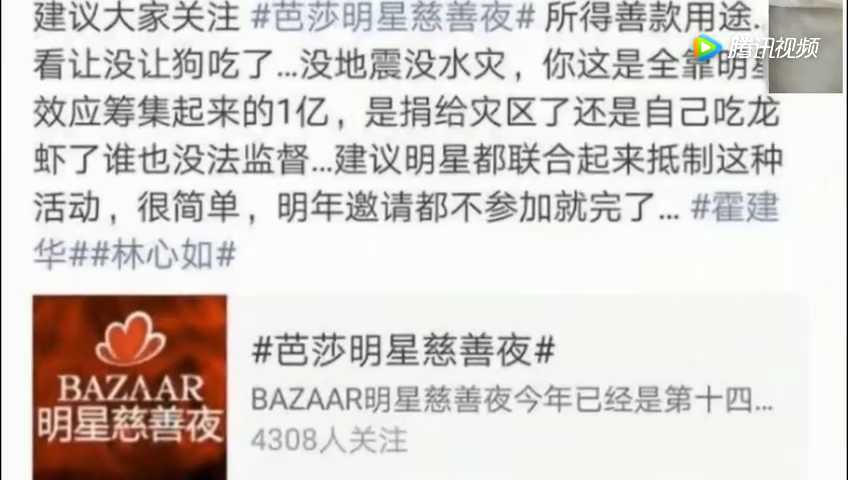 建议大家关注 #芭莎明星慈善夜# 所得善款用途.
腾讯视频
看让没让狗吃了...没地震没水灾，你这是全靠明星
效应筹集起来的1亿，是捐给灾区了还是自己吃龙
虾了谁也没法监督...建议明星都联合起来抵制这种
活动，很简单，明年邀请都不参加就完了... #霍建
华##林心如#
BAZAAR
明星慈善夜
#芭莎明星慈善夜#
BAZAAR明星慈善夜今年已经是第十四...
4308人关注